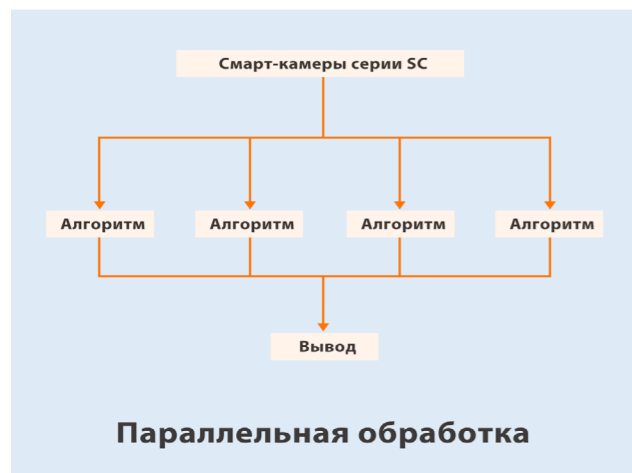 Смарт-камеры серии SC
Алгоритм Алгоритм Алгоритм Алгоритм
Вывод
Параллельная обработка